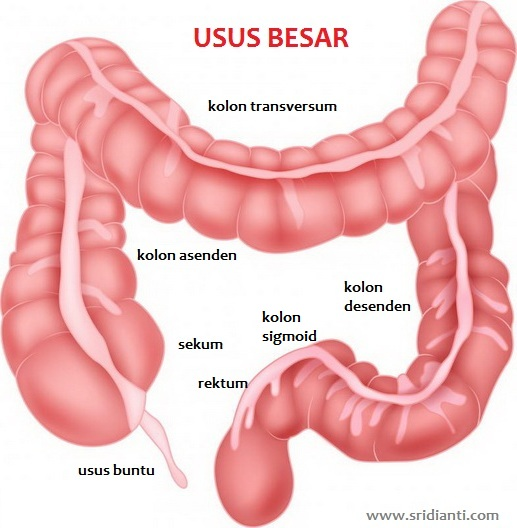 USUS BESAR
kolon transversum
kolon asenden
kolon
desenden
kolon
sigmoid
sekum
rektum
usus buntu
www.sridianti.com